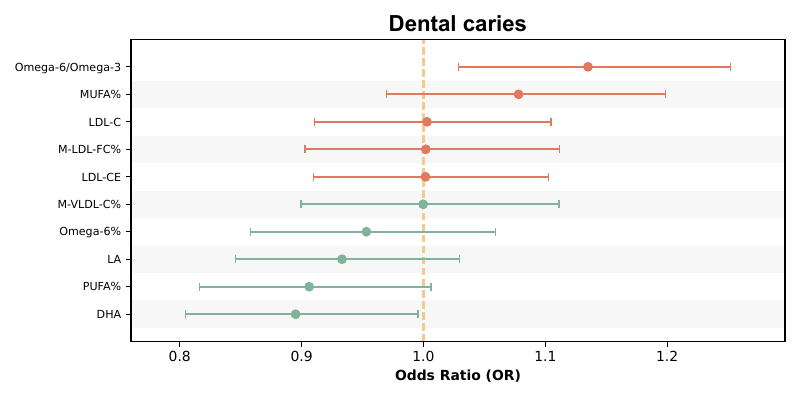 Dental caries
Omega-6/Omega-3
MUFA%
LDL-C
M-LDL-FC%
LDL-CE
M-VLDL-C%
Omega-6%
LA
PUFA%
DHA
0.8 0.9 1.0 1.1 1.2
Odds Ratio (OR)